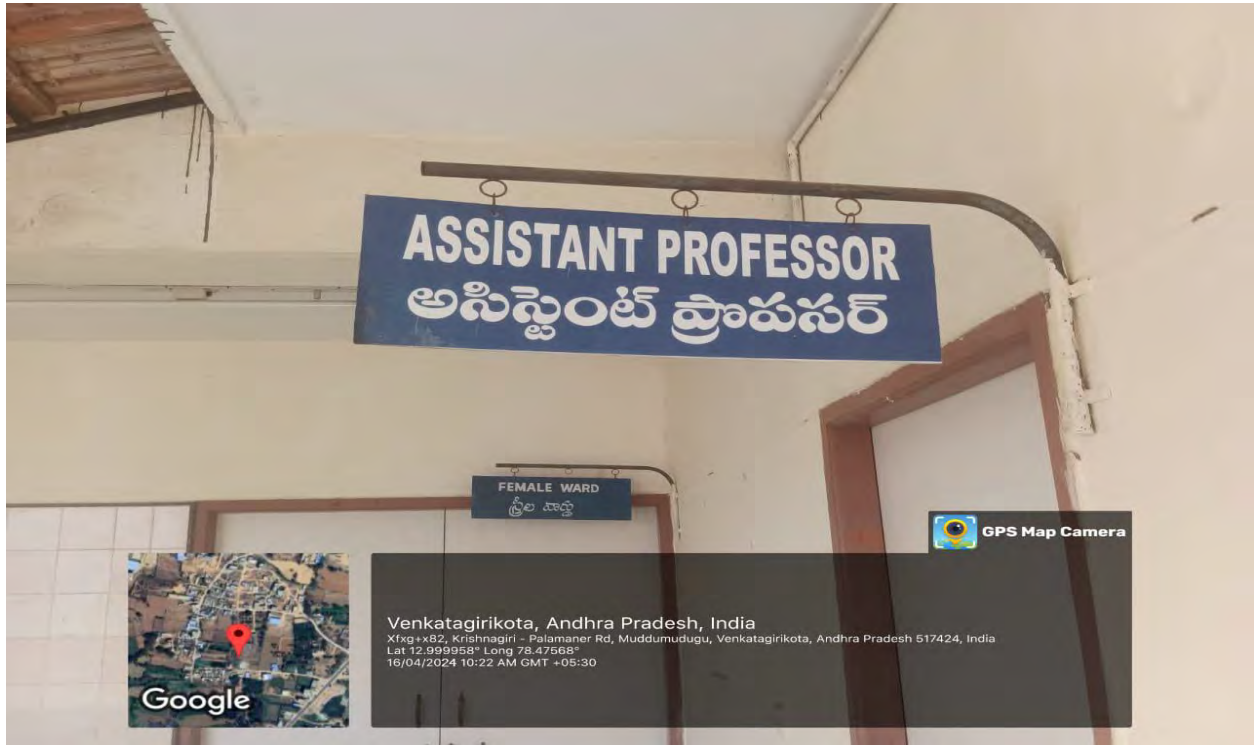 ASSISTANT PROFESSOR
అసిస్టెంట్ ప్రొపసర్
FEMALE WARD
స్త్రీల వార్డు
GPS Map Camera
Venkatagirikota, Andhra Pradesh, India
Xfxg+x82, Krishnagiri - Palamaner Rd, Muddumudugu, Venkatagirikota, Andhra Pradesh 517424, India
Lat 12.999958° Long 78.47568°
16/04/2024 10:22 AM GMT +05:30
Google